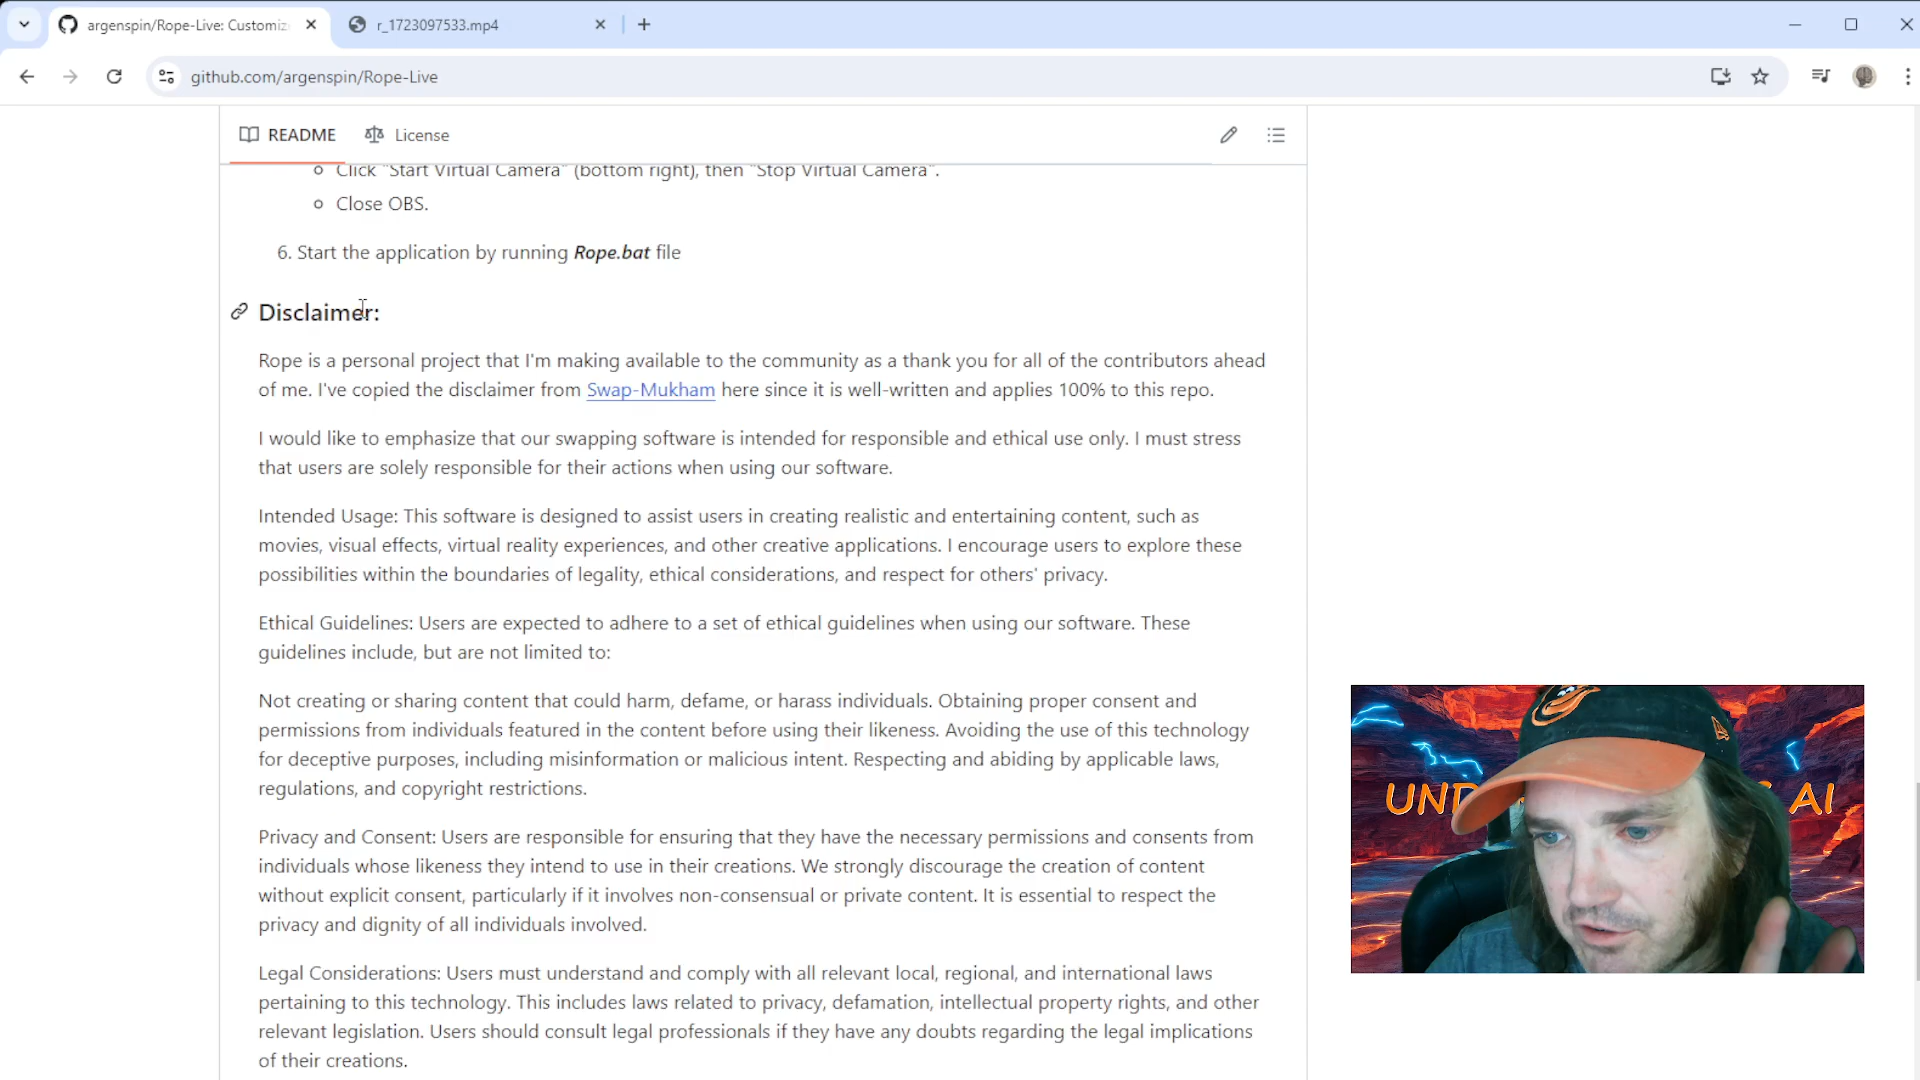 argenspin/Rope-Live: Customiz
r_1723097533.mp4
github.com/argenspin/Rope-Live
README
License
Click "Start Virtual Camera" (bottom right), then "Stop Virtual Camera".
Close OBS.
6. Start the application by running Rope.bat file
Disclaimer:
Rope is a personal project that I'm making available to the community as a thank you for all of the contributors ahead
of me. I've copied the disclaimer from Swap-Mukham here since it is well-written and applies 100% to this repo.
I would like to emphasize that our swapping software is intended for responsible and ethical use only. I must stress
that users are solely responsible for their actions when using our software.
Intended Usage: This software is designed to assist users in creating realistic and entertaining content, such as
movies, visual effects, virtual reality experiences, and other creative applications. I encourage users to explore these
possibilities within the boundaries of legality, ethical considerations, and respect for others' privacy.
Ethical Guidelines: Users are expected to adhere to a set of ethical guidelines when using our software. These
guidelines include, but are not limited to:
Not creating or sharing content that could harm, defame, or harass individuals. Obtaining proper consent and
permissions from individuals featured in the content before using their likeness. Avoiding the use of this technology
for deceptive purposes, including misinformation or malicious intent. Respecting and abiding by applicable laws,
regulations, and copyright restrictions.
Privacy and Consent: Users are responsible for ensuring that they have the necessary permissions and consents from
individuals whose likeness they intend to use in their creations. We strongly discourage the creation of content
without explicit consent, particularly if it involves non-consensual or private content. It is essential to respect the
privacy and dignity of all individuals involved.
Legal Considerations: Users must understand and comply with all relevant local, regional, and international laws
pertaining to this technology. This includes laws related to privacy, defamation, intellectual property rights, and other
relevant legislation. Users should consult legal professionals if they have any doubts regarding the legal implications
of their creations.
AI